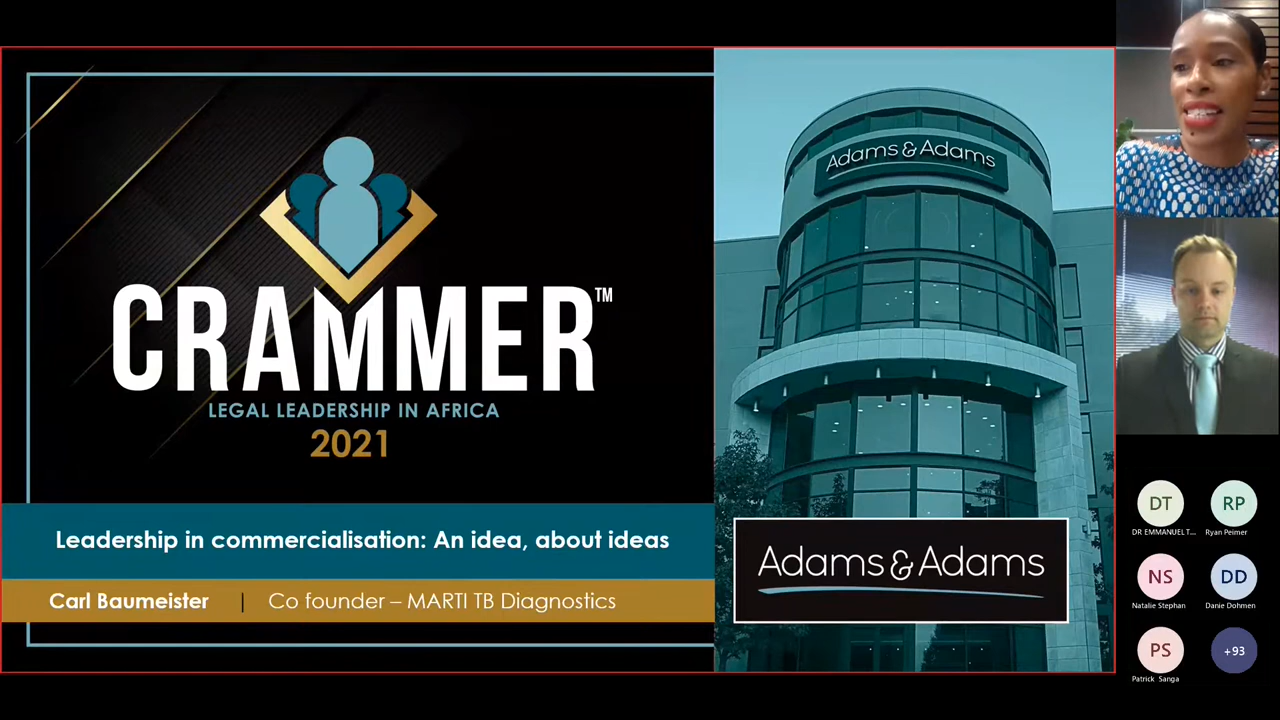 Adams & Adams
CRAMMER™
LEGAL LEADERSHIP IN AFRICA
2021
Leadership in commercialisation: An idea, about ideas
Carl Baumeister | Co founder – MARTI TB Diagnostics
Adams & Adams
DT
DR EMMANUEL T...
RP
Ryan Peimer
NS
Natalie Stephan
DD
Danie Dohmen
PS
Patrick Sanga
+93